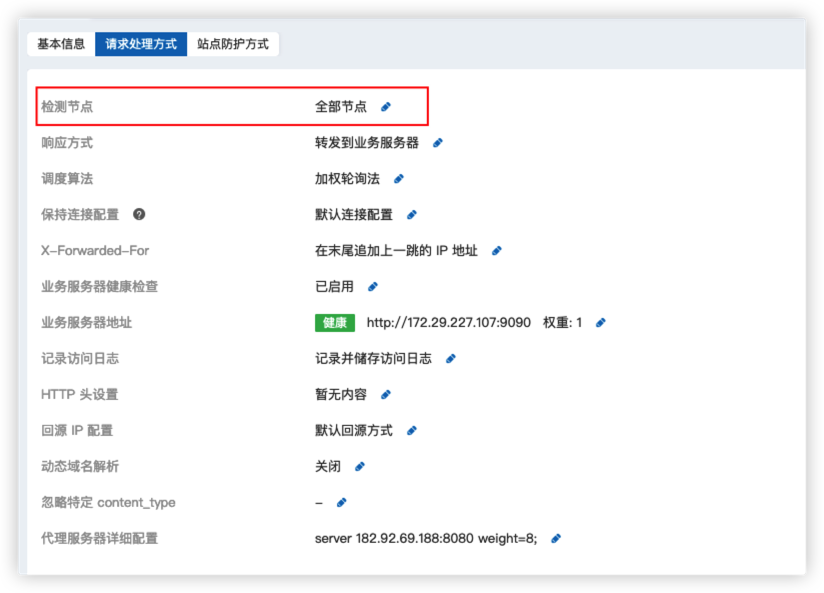 基本信息 请求处理方式 站点防护方式
检测节点 全部节点
响应方式 转发到业务服务器
调度算法 加权轮询法
保持连接配置 ? 默认连接配置
X-Forwarded-For 在末尾追加上一跳的 IP 地址
业务服务器健康检查 已启用
业务服务器地址 健康 http://172.29.227.107:9090 权重: 1
记录访问日志 记录并储存访问日志
HTTP 头设置 暂无内容
回源 IP 配置 默认回源方式
动态域名解析 关闭
忽略特定 content_type –
代理服务器详细配置 server 182.92.69.188:8080 weight=8;